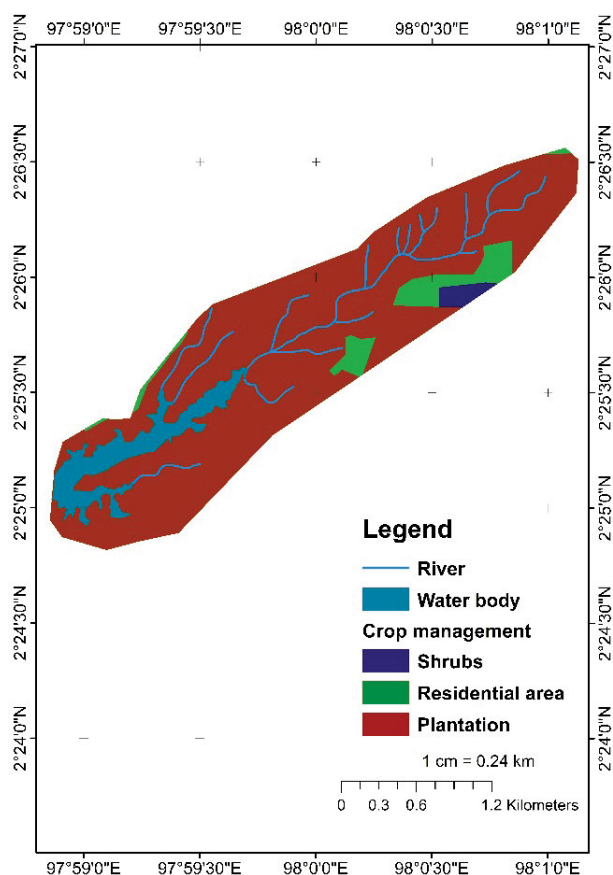 97°59'0"E 97°59'30"E 98°0'0"E 98°0'30"E 98°1'0"E
2°27'0"N 2°27'0"N
2°26'30"N 2°26'30"N
2°26'0"N 2°26'0"N
2°25'30"N 2°25'30"N
2°25'0"N 2°25'0"N
Legend
River
Water body
2°24'30"N 2°24'30"N
Crop management
Shrubs
Residential area
Plantation
2°24'0"N 2°24'0"N
1 cm = 0.24 km
0 0.3 0.6 1.2 Kilometers
97°59'0"E 97°59'30"E 98°0'0"E 98°0'30"E 98°1'0"E